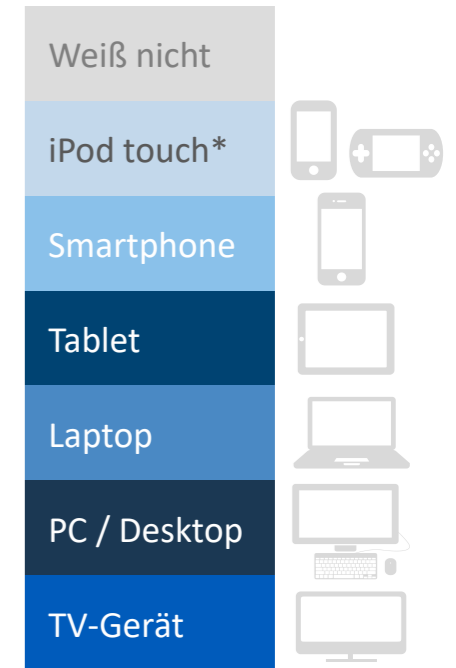 Weiß nicht
iPod touch*
Smartphone
Tablet
Laptop
PC / Desktop
TV-Gerät